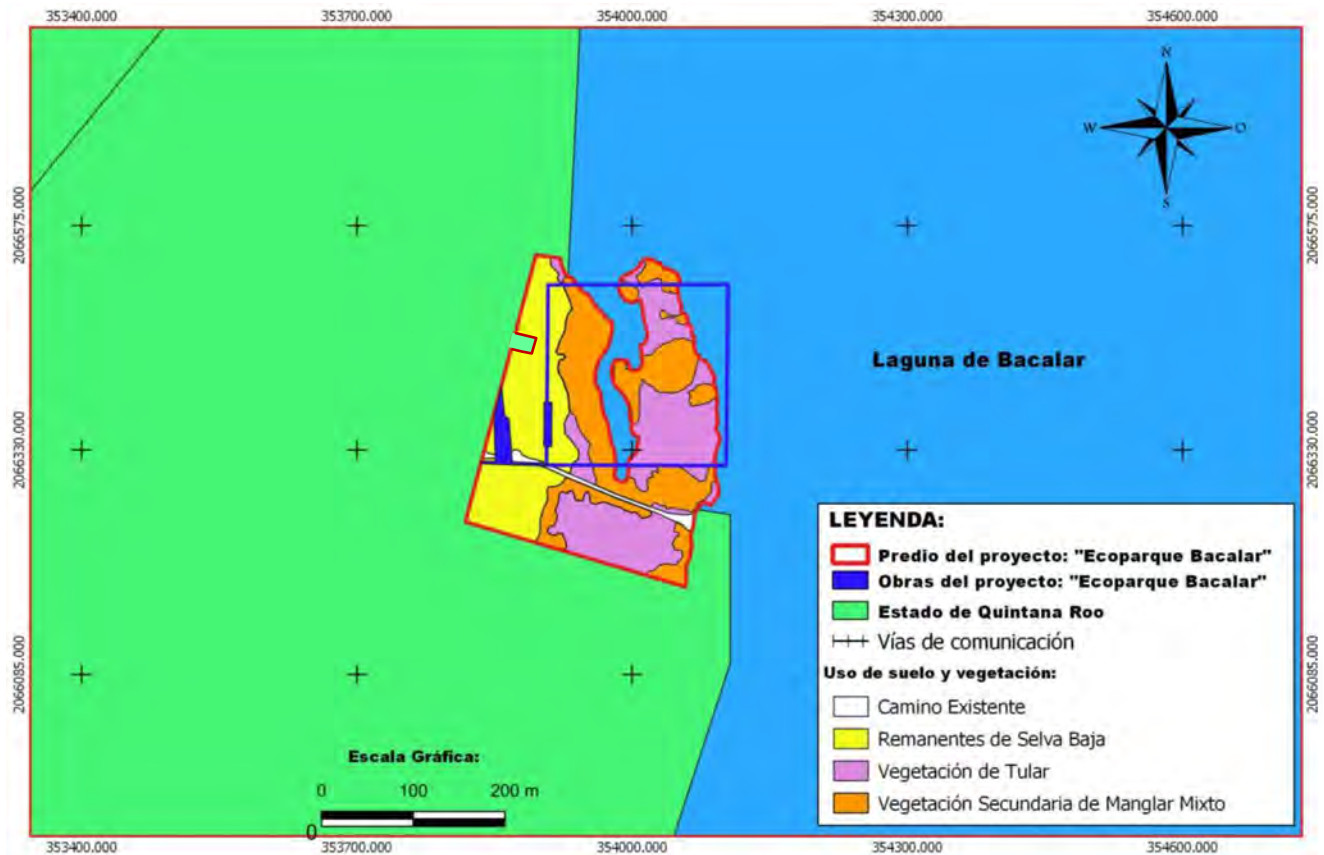 353400.000 353700.000 354000.000 354300.000 354600.000
N
W O
S
2066575.000 2066575.000
Laguna de Bacalar
2066330.000 2066330.000
LEYENDA:
Predio del proyecto: "Ecoparque Bacalar"
Obras del proyecto: "Ecoparque Bacalar"
Estado de Quintana Roo
Vías de comunicación
Uso de suelo y vegetación:
Camino Existente
Remanentes de Selva Baja
Vegetación de Tular
Vegetación Secundaria de Manglar Mixto
2066085.000 2066085.000
Escala Gráfica:
0 100 200 m
0
353400.000 353700.000 354000.000 354300.000 354600.000